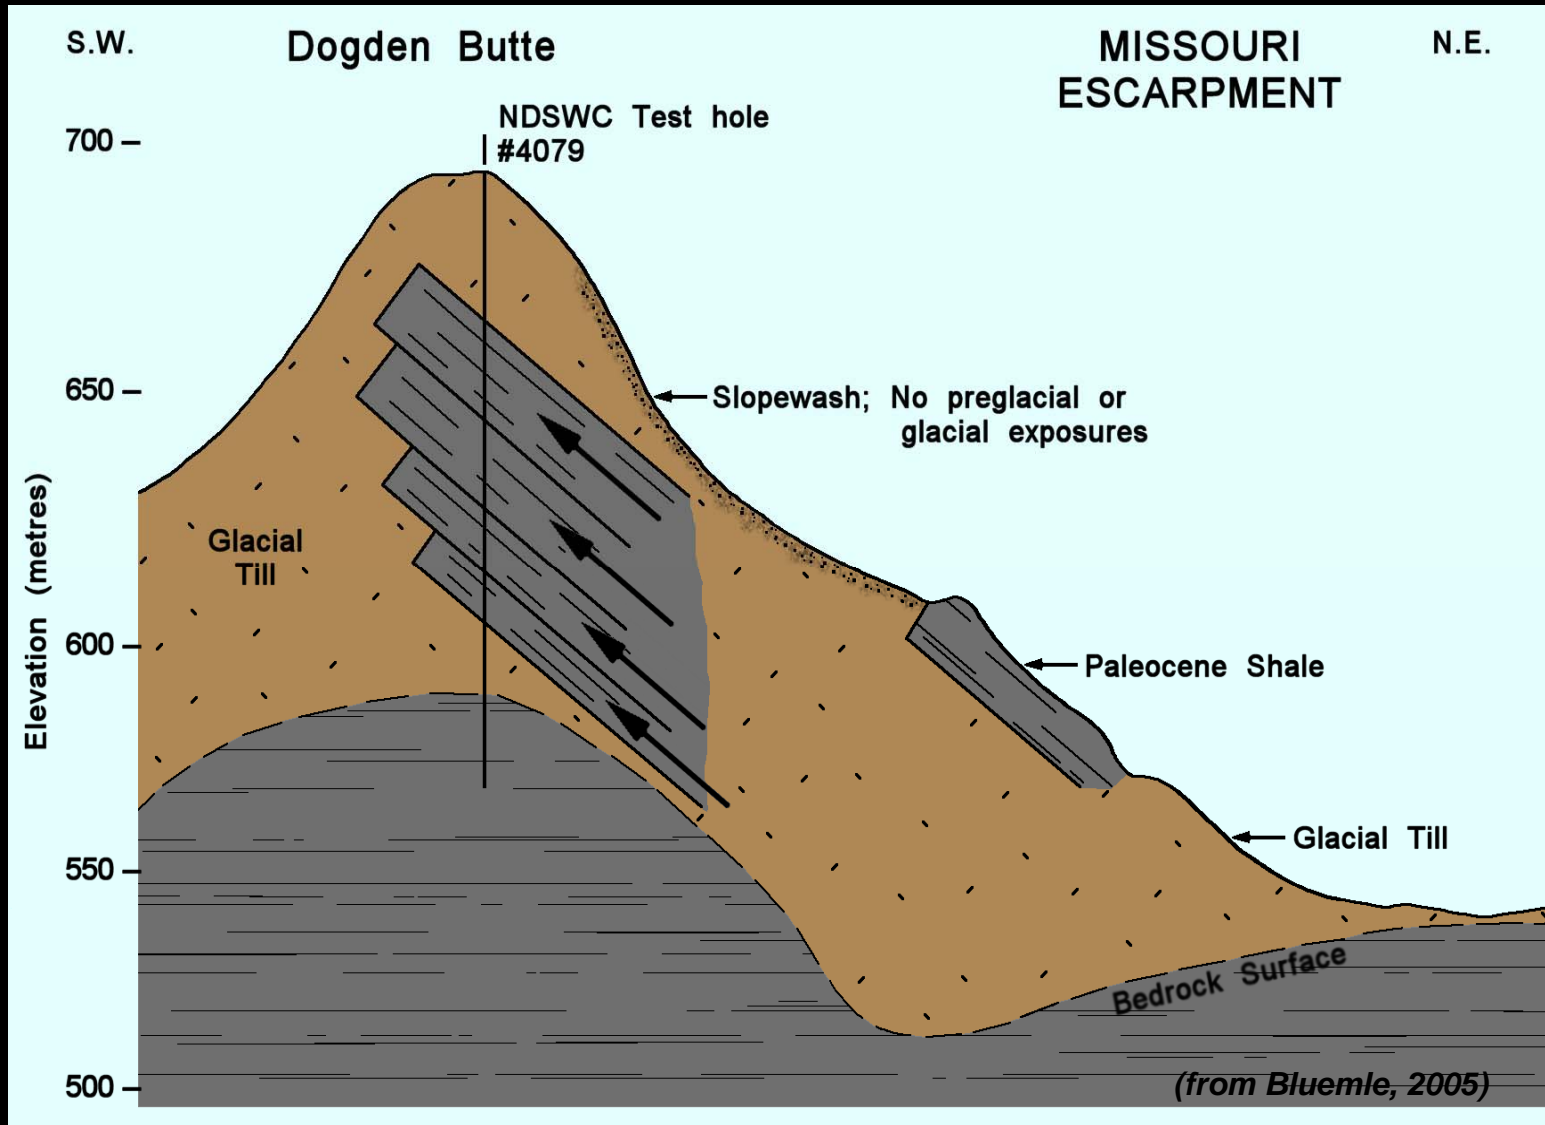 S.W.
Dogden Butte
MISSOURI
ESCARPMENT
N.E.
NDSWC Test hole
#4079
700
650
Slopewash; No preglacial or
glacial exposures
Elevation (metres)
Glacial
Till
600
Paleocene Shale
550
Glacial Till
Bedrock Surface
500
(from Bluemle, 2005)